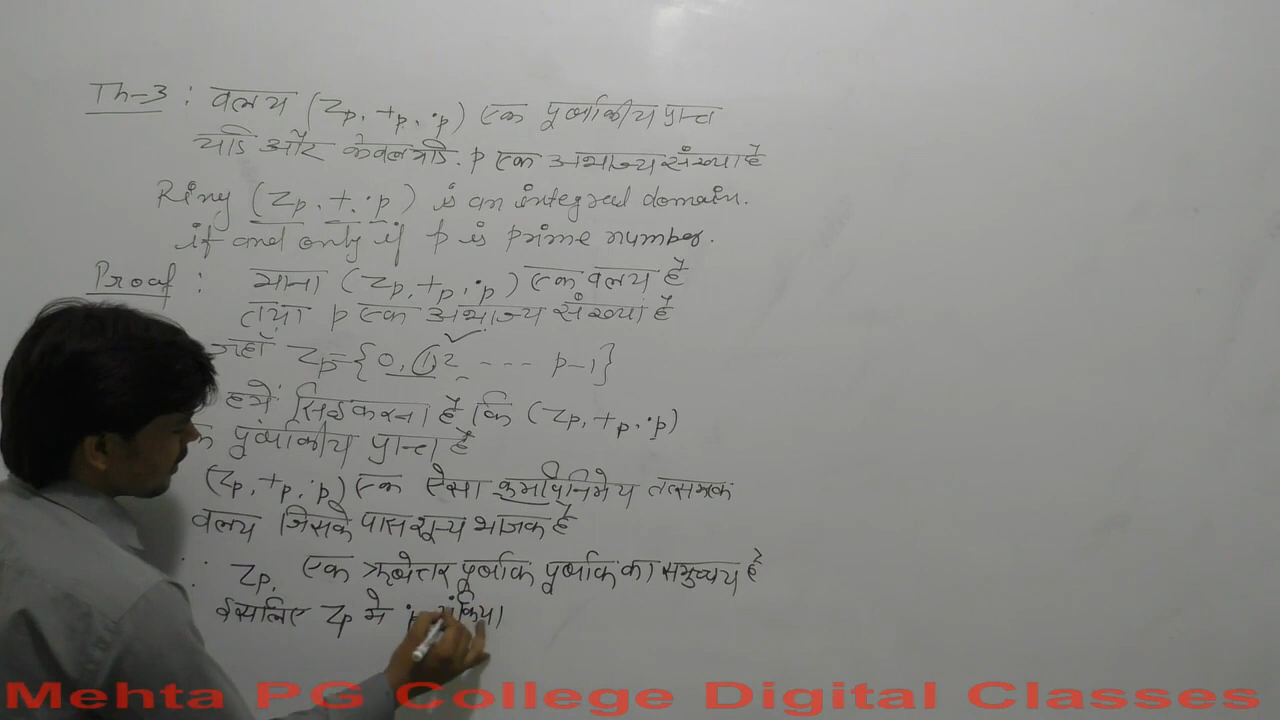 Th-3 : वलय (Zp, +p, ·p) एक पूर्णाकीय प्रान्त
यदि और केवल यदि p एक अभाज्य संख्या है
Ring (Zp, +, ·p) is an integral domain.
if and only if p is prime number.
Proof : माना (Zp, +p, ·p) एक वलय है
तथा p एक अभाज्य संख्या है
जहाँ Zp = {0, 1, 2 ---- p-1}
हमें सिद्ध करना है कि (Zp, +p, ·p)
पूर्णाकीय प्रान्त है
(Zp, +p, ·p) एक ऐसा क्रमविनिमेय तत्समक
वलय जिसके पास शून्य भाजक है
∵ Zp, एक ऋणेत्तर पूर्णाक पूर्णाक का समुच्चय है
इसलिए Zp मे ·p संक्रिया
Mehta PG College Digital Classes